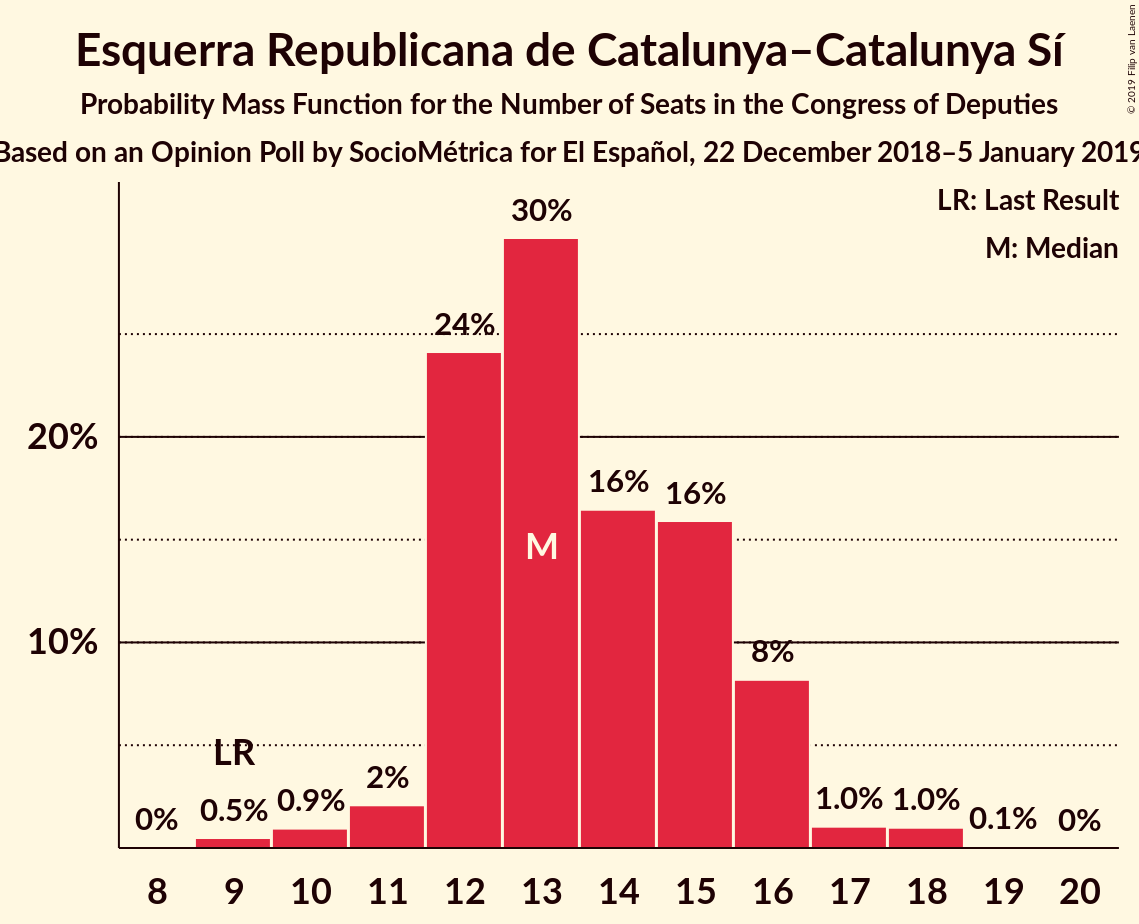 Esquerra Republicana de Catalunya–Catalunya Sí
Probability Mass Function for the Number of Seats in the Congress of Deputies
Based on an Opinion Poll by SocioMétrica for El Español, 22 December 2018–5 January 2019
© 2019 Filip van Laenen
LR: Last Result
M: Median
30%
24%
20%
16%
16%
M
10%
8%
LR
2%
0%
0.5%
0.9%
1.0%
1.0%
0.1%
0%
8 9 10 11 12 13 14 15 16 17 18 19 20